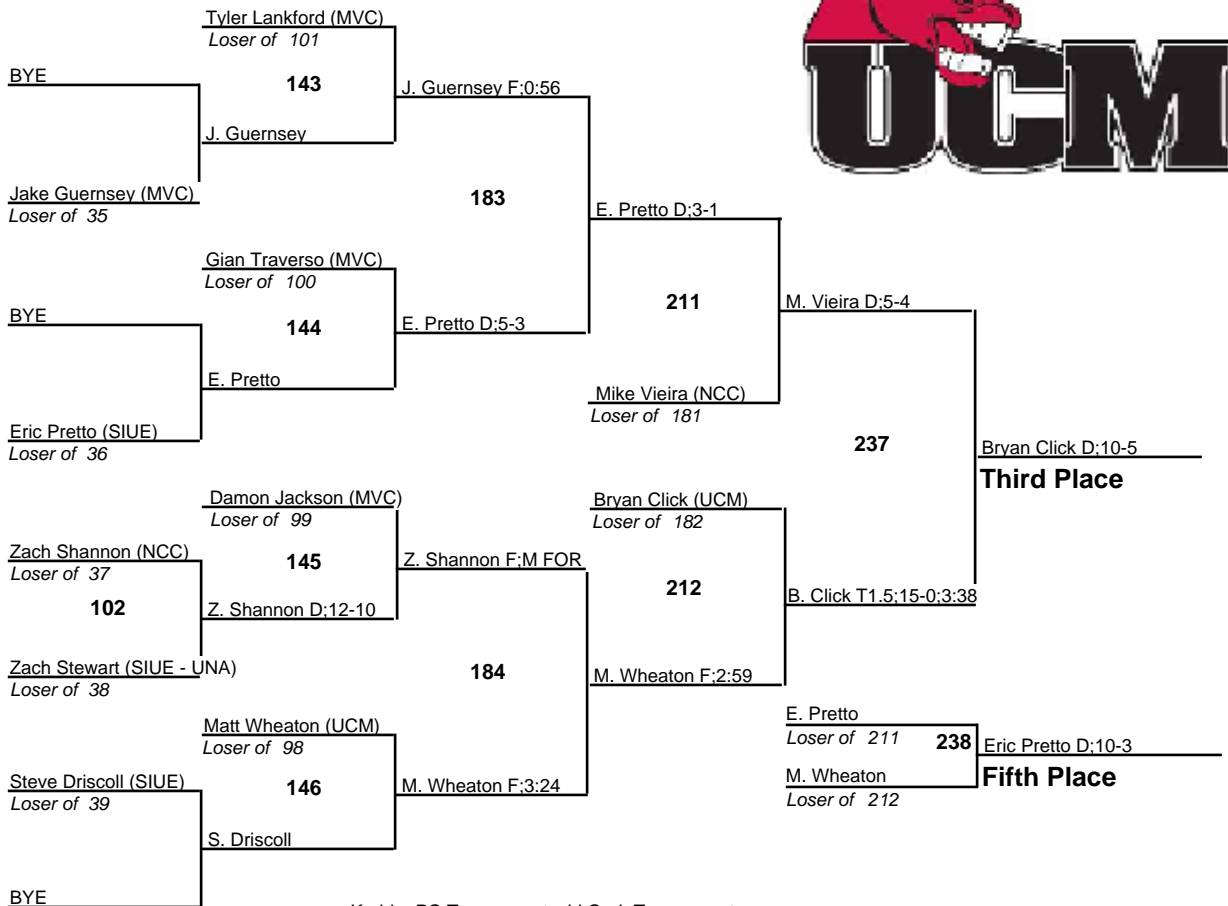 Tyler Lankford (MVC)
Loser of 101
BYE
143
J. Guernsey F;0:56
J. Guernsey
Jake Guernsey (MVC)
Loser of 35
183
E. Pretto D;3-1
Gian Traverso (MVC)
Loser of 100
BYE
144
E. Pretto D;5-3
211
M. Vieira D;5-4
E. Pretto
Mike Vieira (NCC)
Loser of 181
Eric Pretto (SIUE)
Loser of 36
237
Bryan Click D;10-5
Third Place
Damon Jackson (MVC)
Loser of 99
Bryan Click (UCM)
Loser of 182
Zach Shannon (NCC)
Loser of 37
145
Z. Shannon F;M FOR
102
Z. Shannon D;12-10
212
B. Click T1.5;15-0;3:38
Zach Stewart (SIUE - UNA)
Loser of 38
184
M. Wheaton F;2:59
Matt Wheaton (UCM)
Loser of 98
E. Pretto
Loser of 211
238
Eric Pretto D;10-3
Fifth Place
Steve Driscoll (SIUE)
Loser of 39
146
M. Wheaton F;3:24
M. Wheaton
Loser of 212
S. Driscoll
BYE
UCM